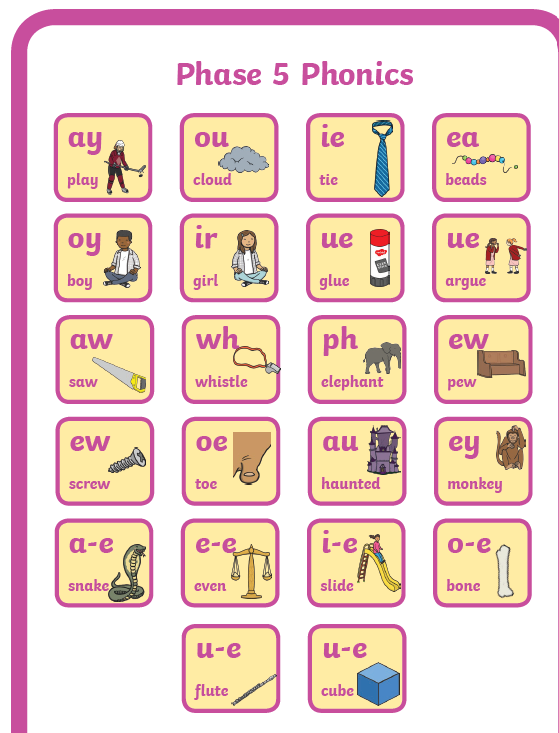 Phase 5 Phonics
ay ou ie ea
play cloud tie beads
oy ir ue ue
boy girl glue argue
aw wh ph ew
saw whistle elephant pew
ew oe au ey
screw toe haunted monkey
a-e e-e i-e o-e
snake even slide bone
u-e u-e
flute cube